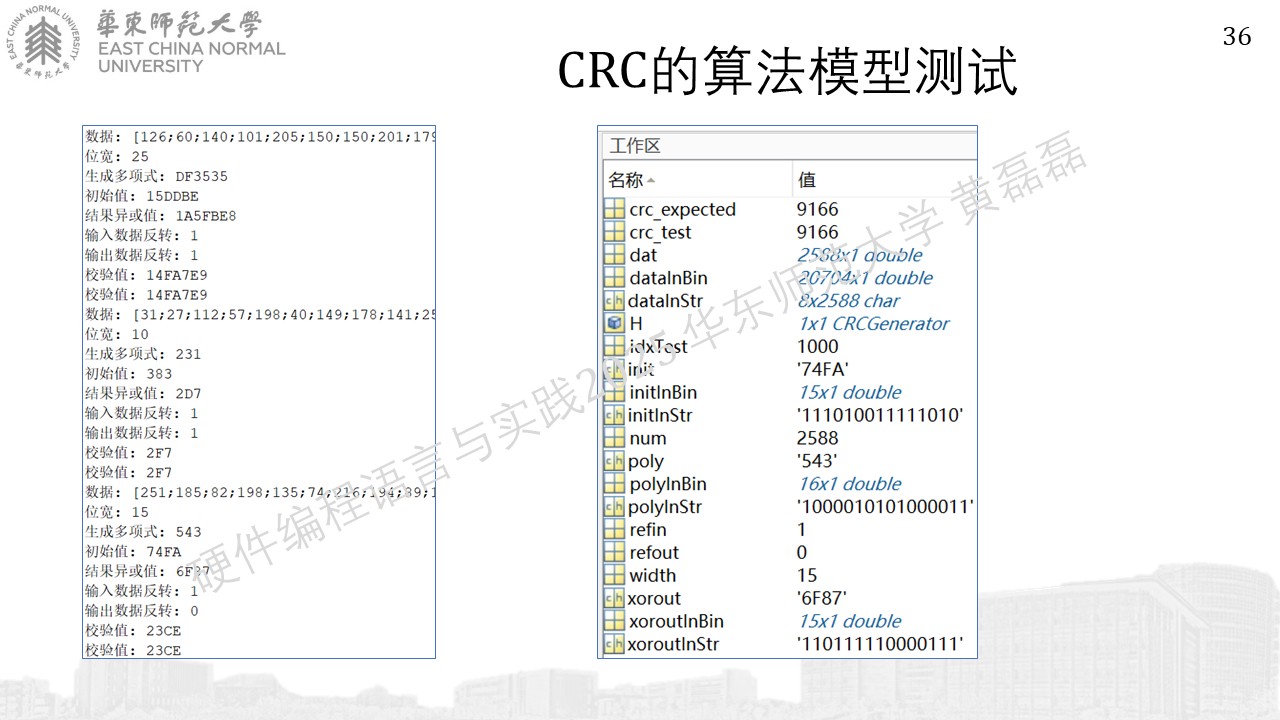 華東師範大學
EAST CHINA NORMAL
UNIVERSITY
EAST CHINA NORMAL UNIVERSITY
華東师范大学
36
CRC的算法模型测试
数据: [126;60;140;101;205;150;150;201;179
位宽: 25
生成多项式: DF3535
初始值: 15DDBE
结果异或值: 1A5FBE8
输入数据反转: 1
输出数据反转: 1
校验值: 14FA7E9
校验值: 14FA7E9
数据: [31;27;112;57;198;40;149;178;141;25
位宽: 10
生成多项式: 231
初始值: 383
结果异或值: 2D7
输入数据反转: 1
输出数据反转: 1
校验值: 2F7
校验值: 2F7
数据: [251;185;82;198;135;74;216;194;89;1
位宽: 15
生成多项式: 543
初始值: 74FA
结果异或值: 6F87
输入数据反转: 1
输出数据反转: 0
校验值: 23CE
校验值: 23CE
工作区
名称 值
crc_expected 9166
crc_test 9166
dat 2588x1 double
dataInBin 20704x1 double
dataInStr 8x2588 char
H 1x1 CRCGenerator
idxTest 1000
init '74FA'
initInBin 15x1 double
initInStr '111010011111010'
num 2588
poly '543'
polyInBin 16x1 double
polyInStr '1000010101000011'
refin 1
refout 0
width 15
xorout '6F87'
xoroutInBin 15x1 double
xoroutInStr '110111110000111'
硬件编程语言与实践2025 华东师范大学 黄磊磊